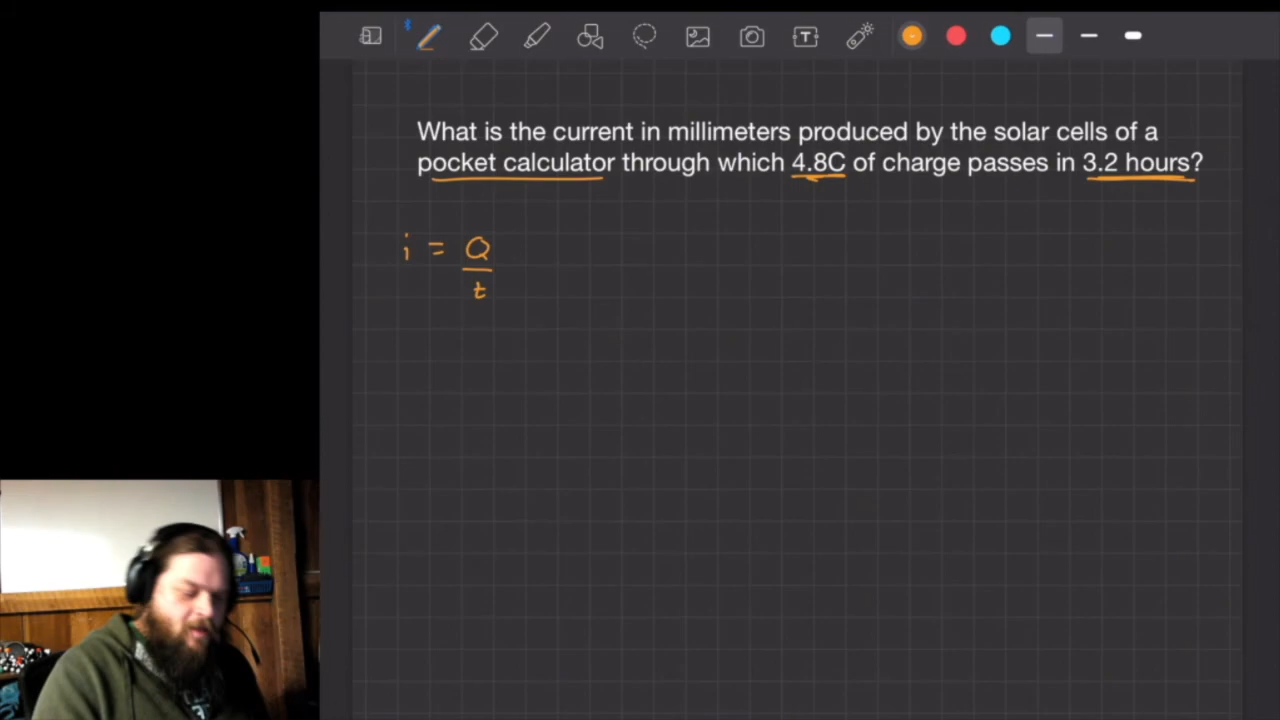 What is the current in millimeters produced by the solar cells of a
pocket calculator through which 4.8C of charge passes in 3.2 hours?
i = Q
t